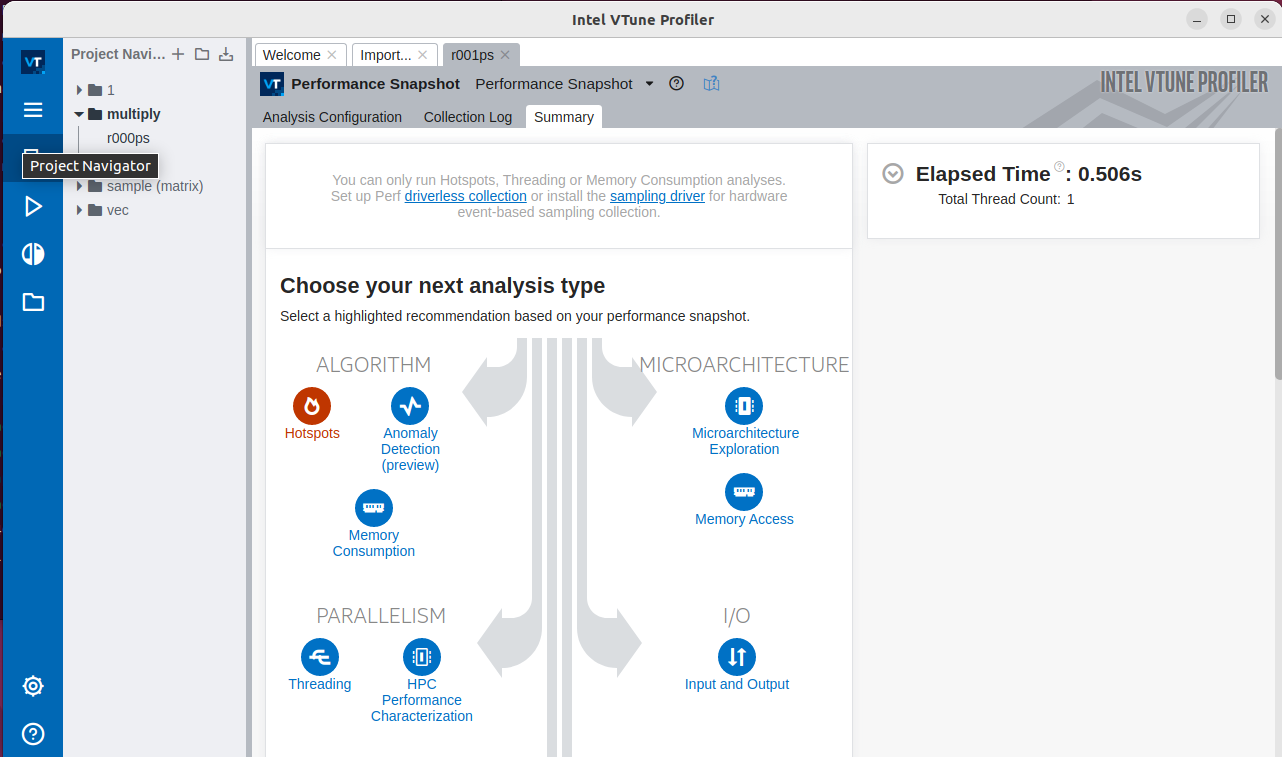 Intel VTune Profiler
VT
Project Navi...
1
multiply
r000ps
Project Navigator
sample (matrix)
vec
Welcome
Import...
r001ps
VT
Performance Snapshot
Performance Snapshot
INTEL VTUNE PROFILER
Analysis Configuration
Collection Log
Summary
You can only run Hotspots, Threading or Memory Consumption analyses.
Set up Perf driverless collection or install the sampling driver for hardware
event-based sampling collection.
Elapsed Time : 0.506s
Total Thread Count: 1
Choose your next analysis type
Select a highlighted recommendation based on your performance snapshot.
ALGORITHM
Hotspots
Anomaly
Detection
(preview)
Memory
Consumption
MICROARCHITECTURE
Microarchitecture
Exploration
Memory Access
PARALLELISM
Threading
HPC
Performance
Characterization
I/O
Input and Output